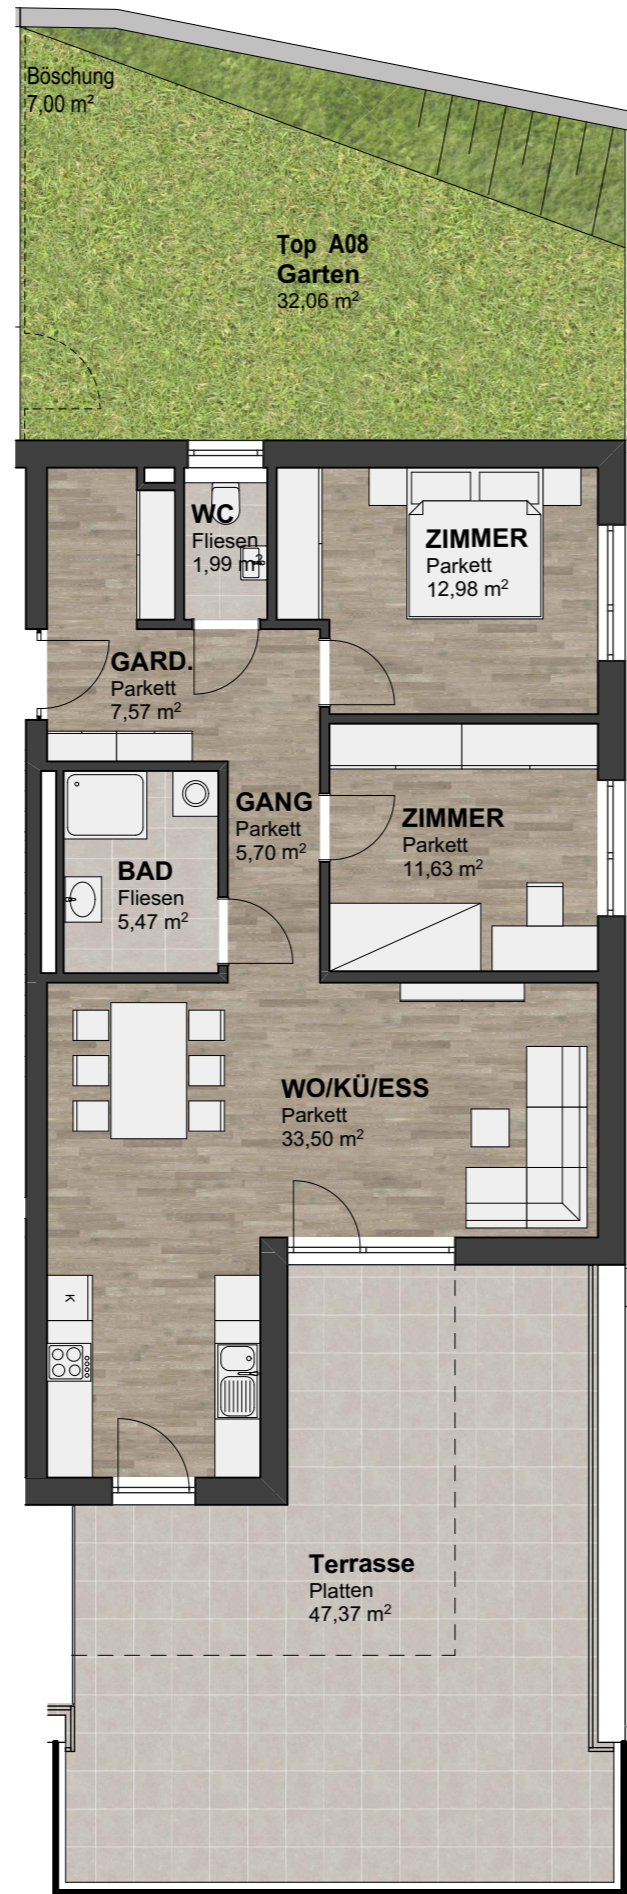 Böschung
7,00 m²
Top A08
Garten
32,06 m²
WC
Fliesen
1,99 m²
ZIMMER
Parkett
12,98 m²
GARD.
Parkett
7,57 m²
GANG
Parkett
5,70 m²
ZIMMER
Parkett
11,63 m²
BAD
Fliesen
5,47 m²
WO/KÜ/ESS
Parkett
33,50 m²
K
Terrasse
Platten
47,37 m²